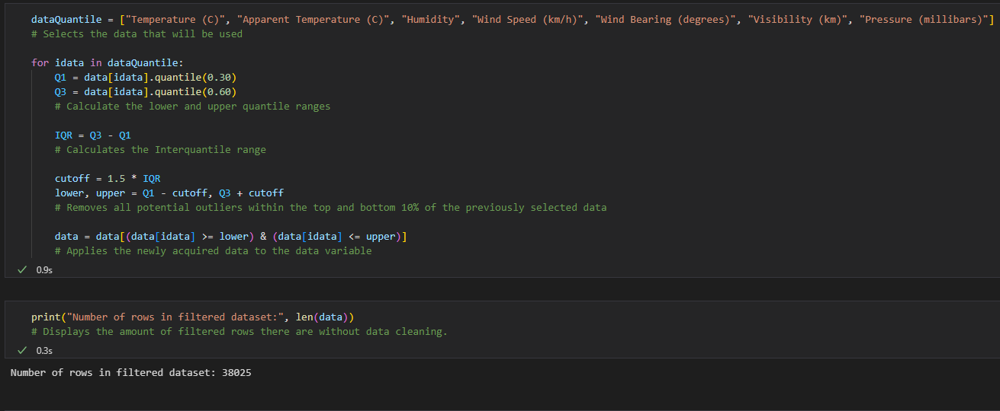 dataQuantile = ["Temperature (C)", "Apparent Temperature (C)", "Humidity", "Wind Speed (km/h)", "Wind Bearing (degrees)", "Visibility (km)", "Pressure (millibars)"]
# Selects the data that will be used
for idata in dataQuantile:
Q1 = data[idata].quantile(0.30)
Q3 = data[idata].quantile(0.60)
# Calculate the lower and upper quantile ranges
IQR = Q3 - Q1
# Calculates the Interquantile range
cutoff = 1.5 * IQR
lower, upper = Q1 - cutoff, Q3 + cutoff
# Removes all potential outliers within the top and bottom 10% of the previously selected data
data = data[(data[idata] >= lower) & (data[idata] <= upper)]
# Applies the newly acquired data to the data variable
0.9s
print("Number of rows in filtered dataset:", len(data))
# Displays the amount of filtered rows there are without data cleaning.
0.3s
Number of rows in filtered dataset: 38025